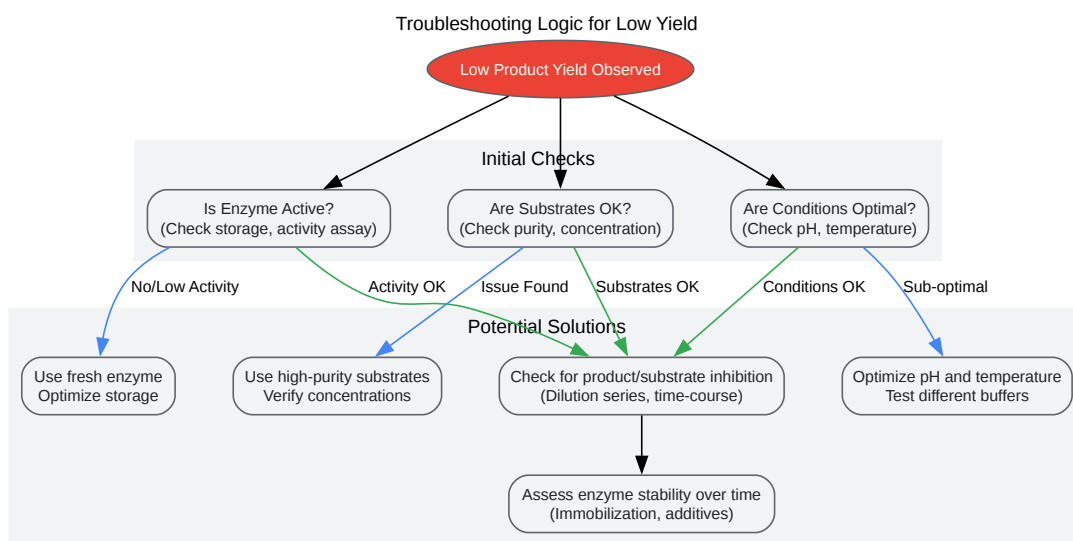 Troubleshooting Logic for Low Yield
Low Product Yield Observed
Initial Checks
Is Enzyme Active?
(Check storage, activity assay)
Are Substrates OK?
(Check purity, concentration)
Are Conditions Optimal?
(Check pH, temperature)
No/Low Activity
Activity OK
Issue Found
Substrates OK
Conditions OK
Sub-optimal
Potential Solutions
Use fresh enzyme
Optimize storage
Use high-purity substrates
Verify concentrations
Check for product/substrate inhibition
(Dilution series, time-course)
Optimize pH and temperature
Test different buffers
Assess enzyme stability over time
(Immobilization, additives)